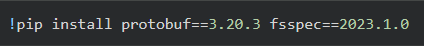 !pip install protobuf==3.20.3 fsspec==2023.1.0